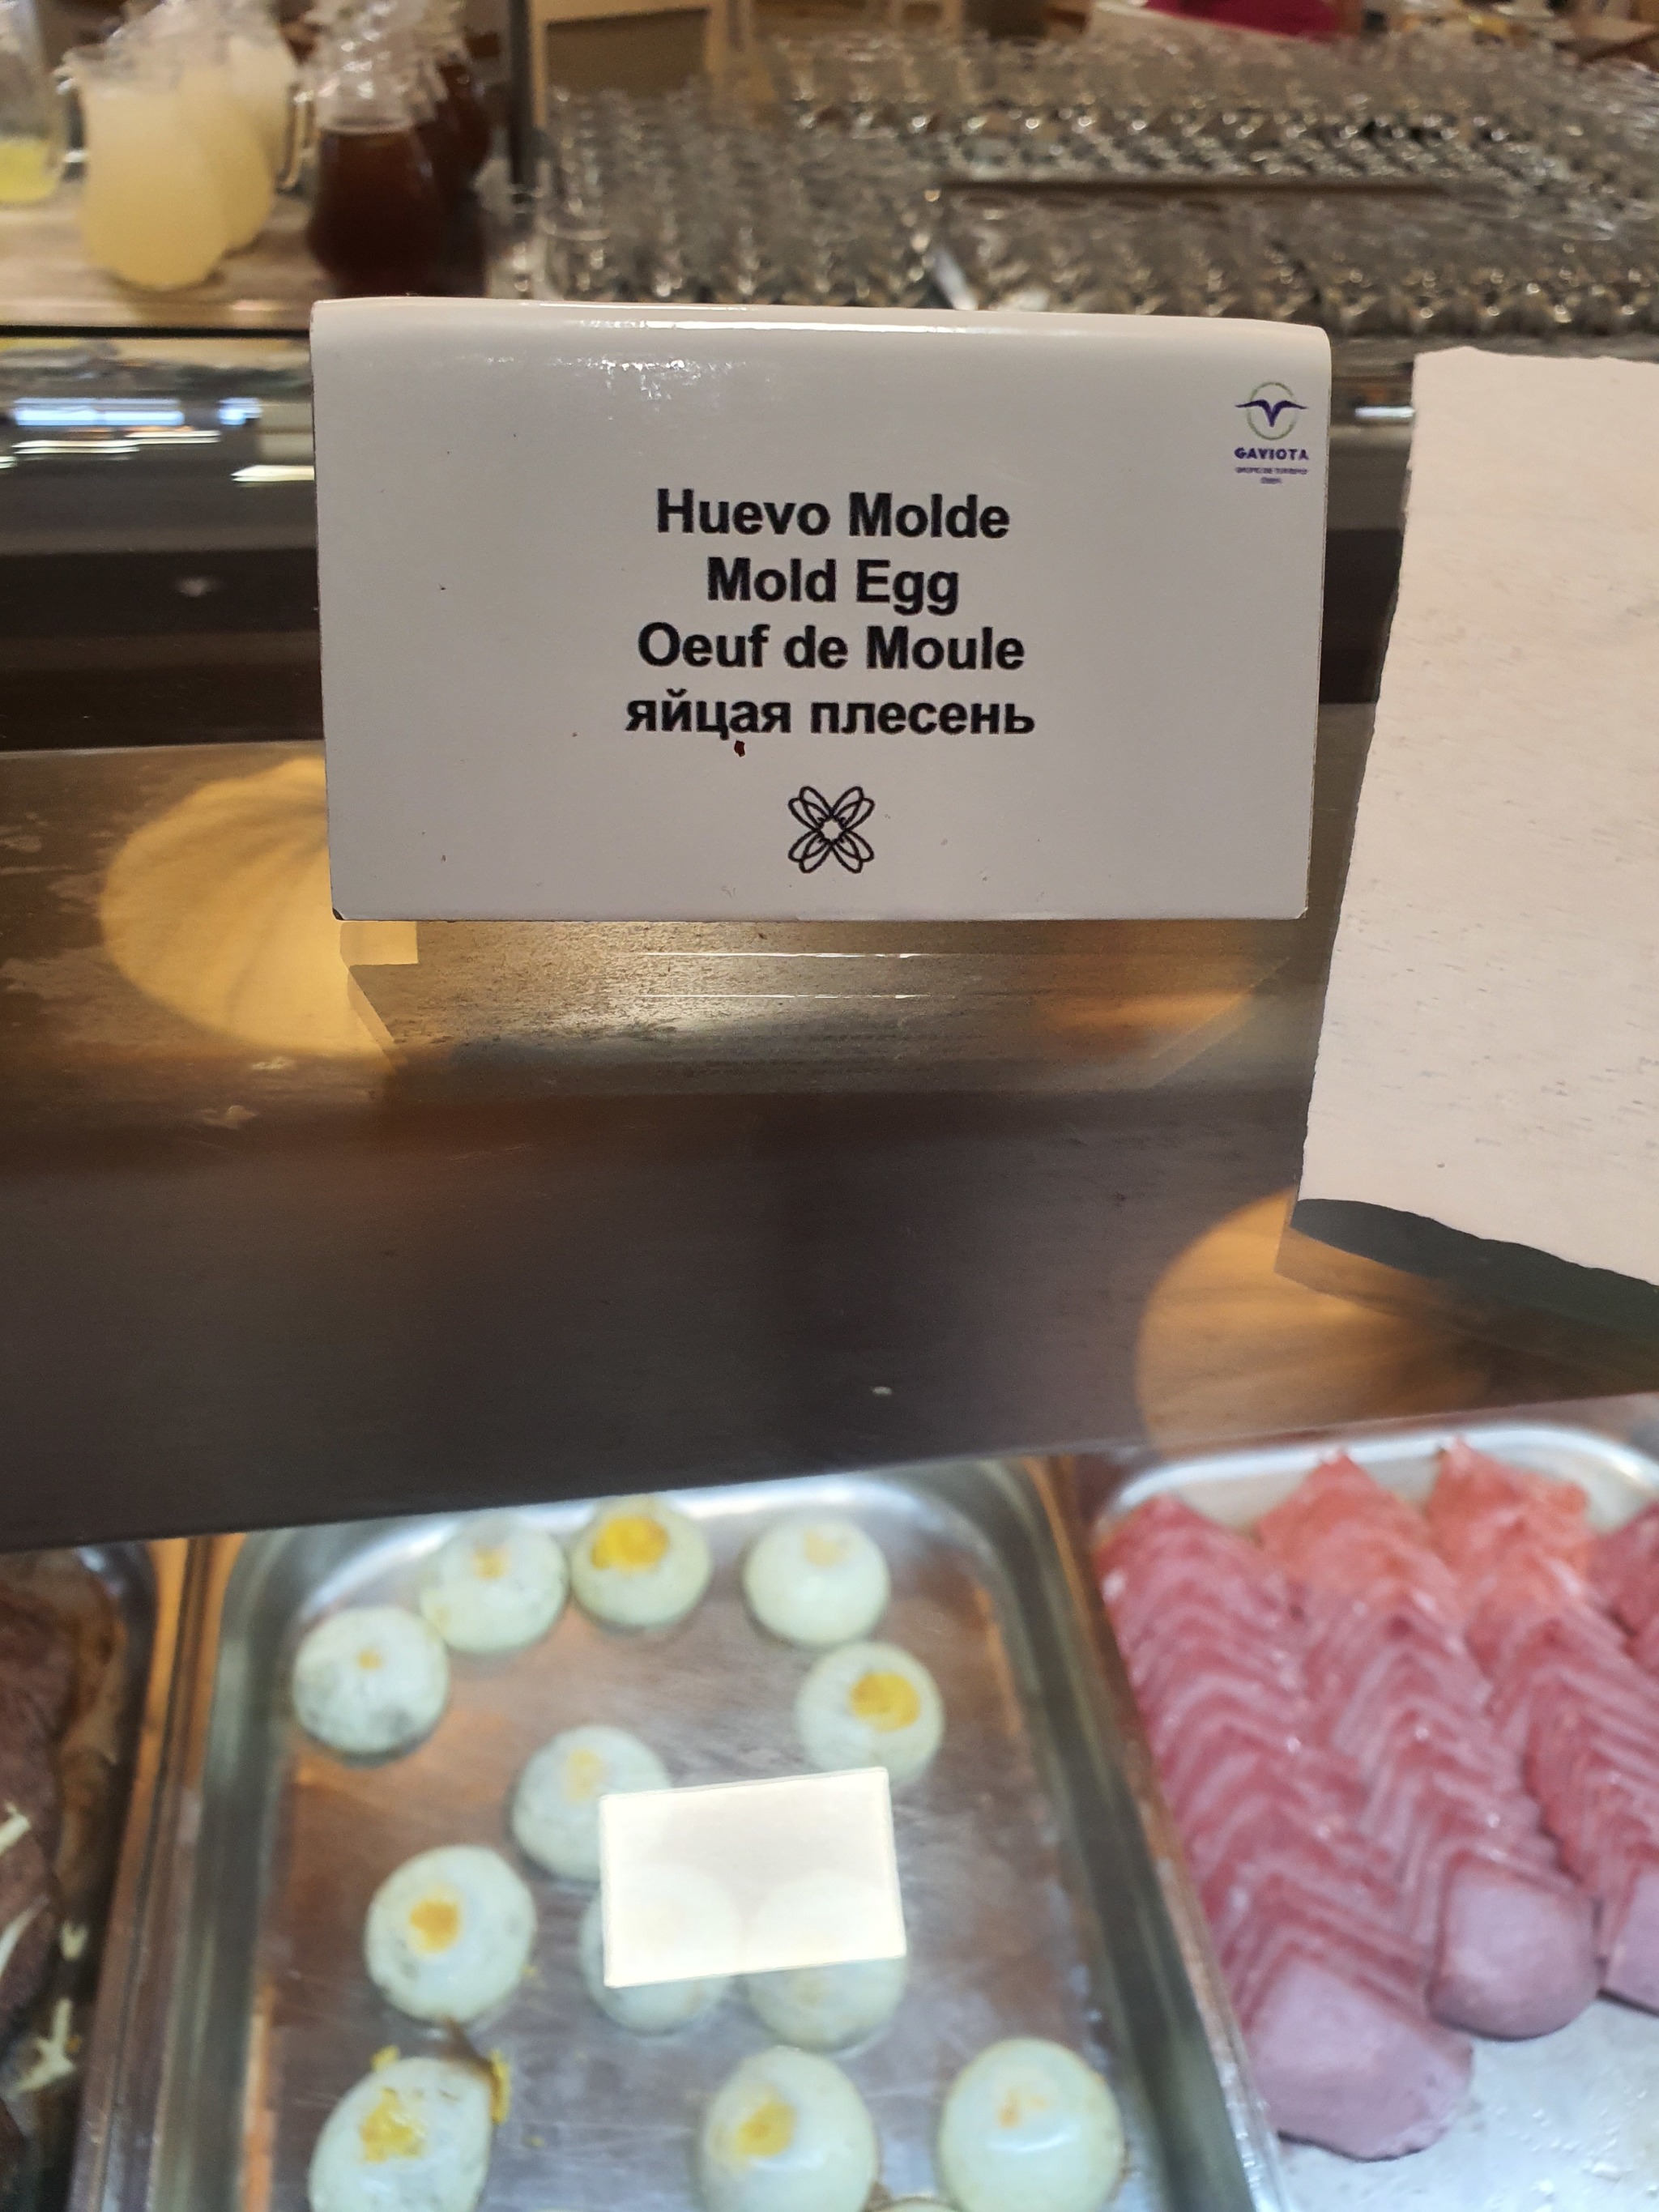 GAVIOTA
Huevo Molde
Mold Egg
Oeuf de Moule
яйцая плесень